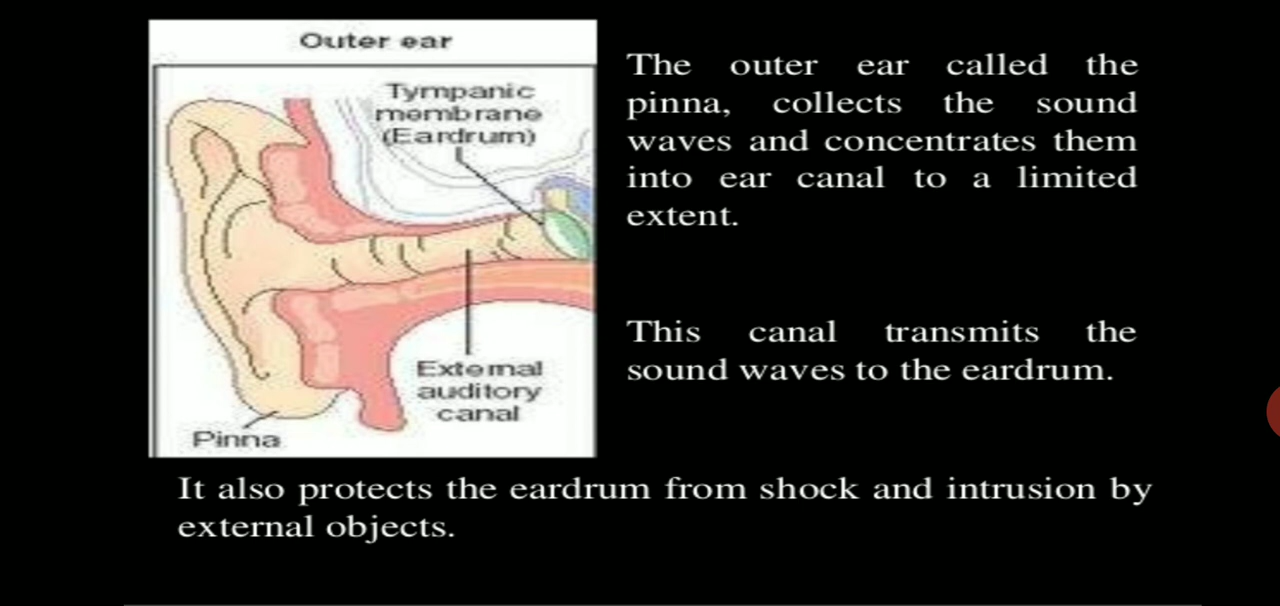 Outer ear
Tympanic
membrane
(Eardrum)
External
auditory
canal
Pinna
The outer ear called the
pinna, collects the sound
waves and concentrates them
into ear canal to a limited
extent.
This canal transmits the
sound waves to the eardrum.
It also protects the eardrum from shock and intrusion by
external objects.